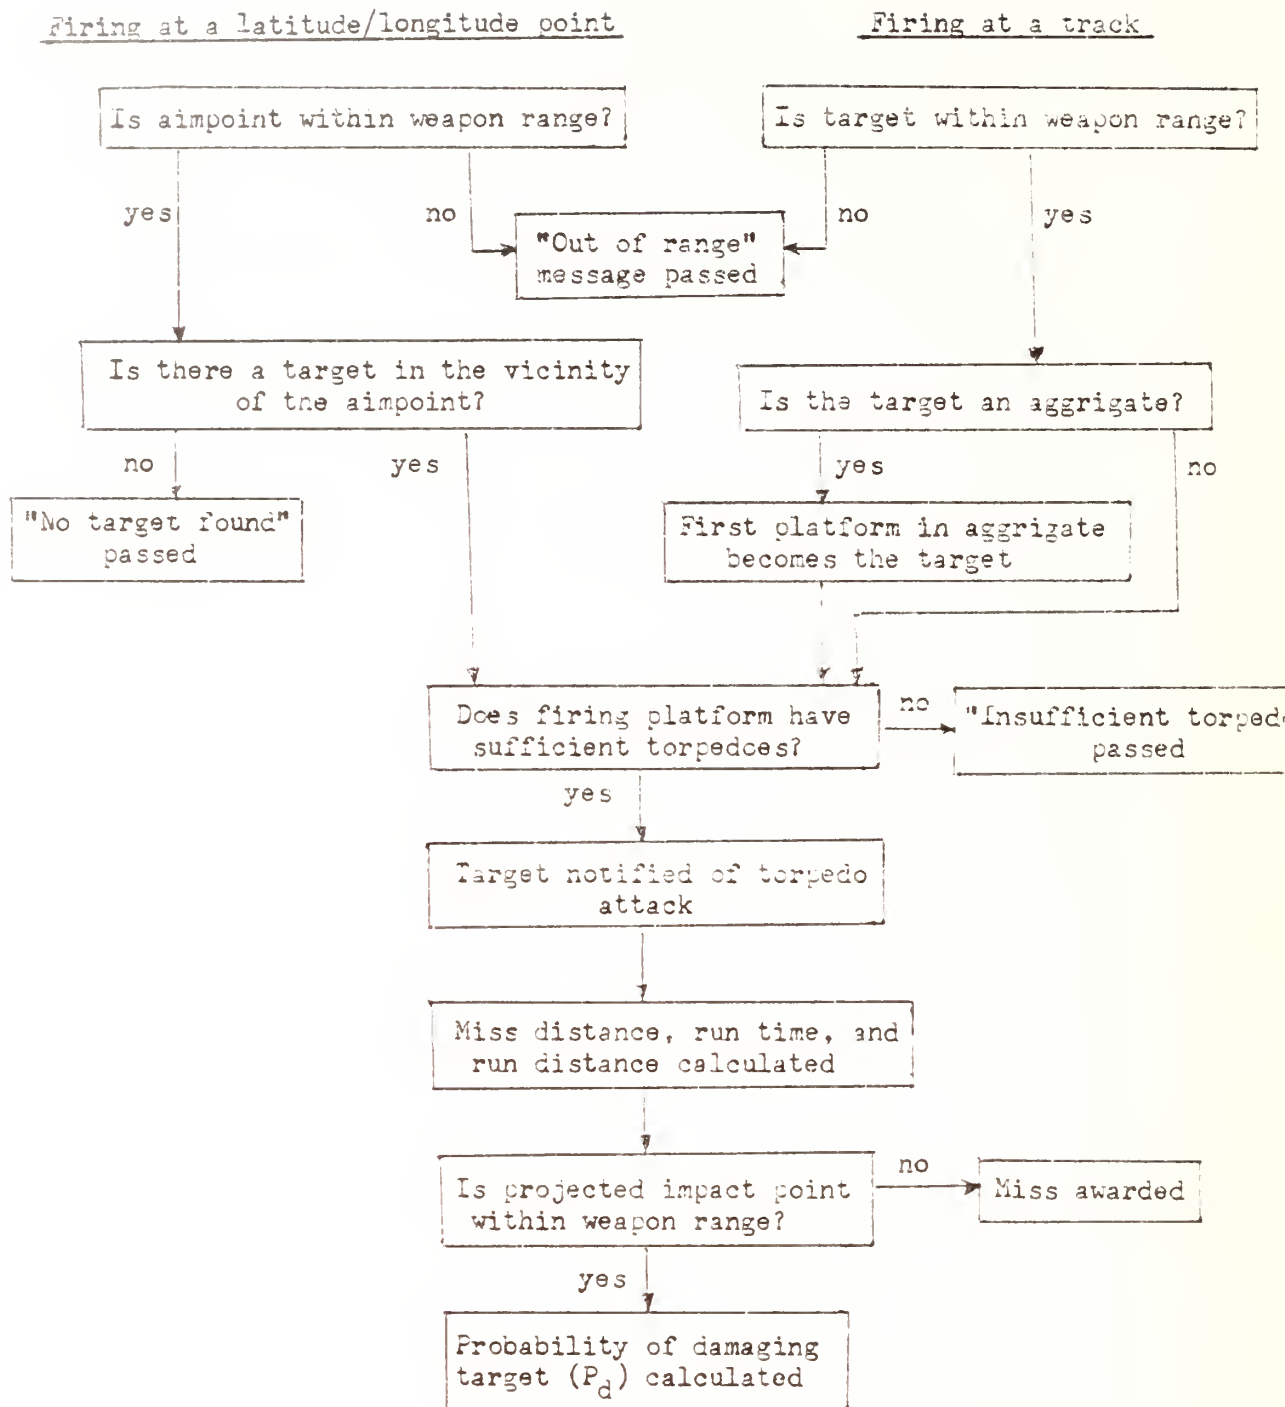 Firing at a latitude/longitude point
Firing at a track
Is aimpoint within weapon range?
Is target within weapon range?
yes
no
no
yes
"Out of range"
message passed
Is there a target in the vicinity
of the aimpoint?
Is the target an aggrigate?
no
yes
yes
no
"No target found"
passed
First platform in aggrigate
becomes the target
Does firing platform have
sufficient torpedoes?
no
"Insufficient torped
passed
yes
Target notified of torpedo
attack
Miss distance, run time, and
run distance calculated
Is projected impact point
within weapon range?
no
Miss awarded
yes
Probability of damaging
target (Pd) calculated